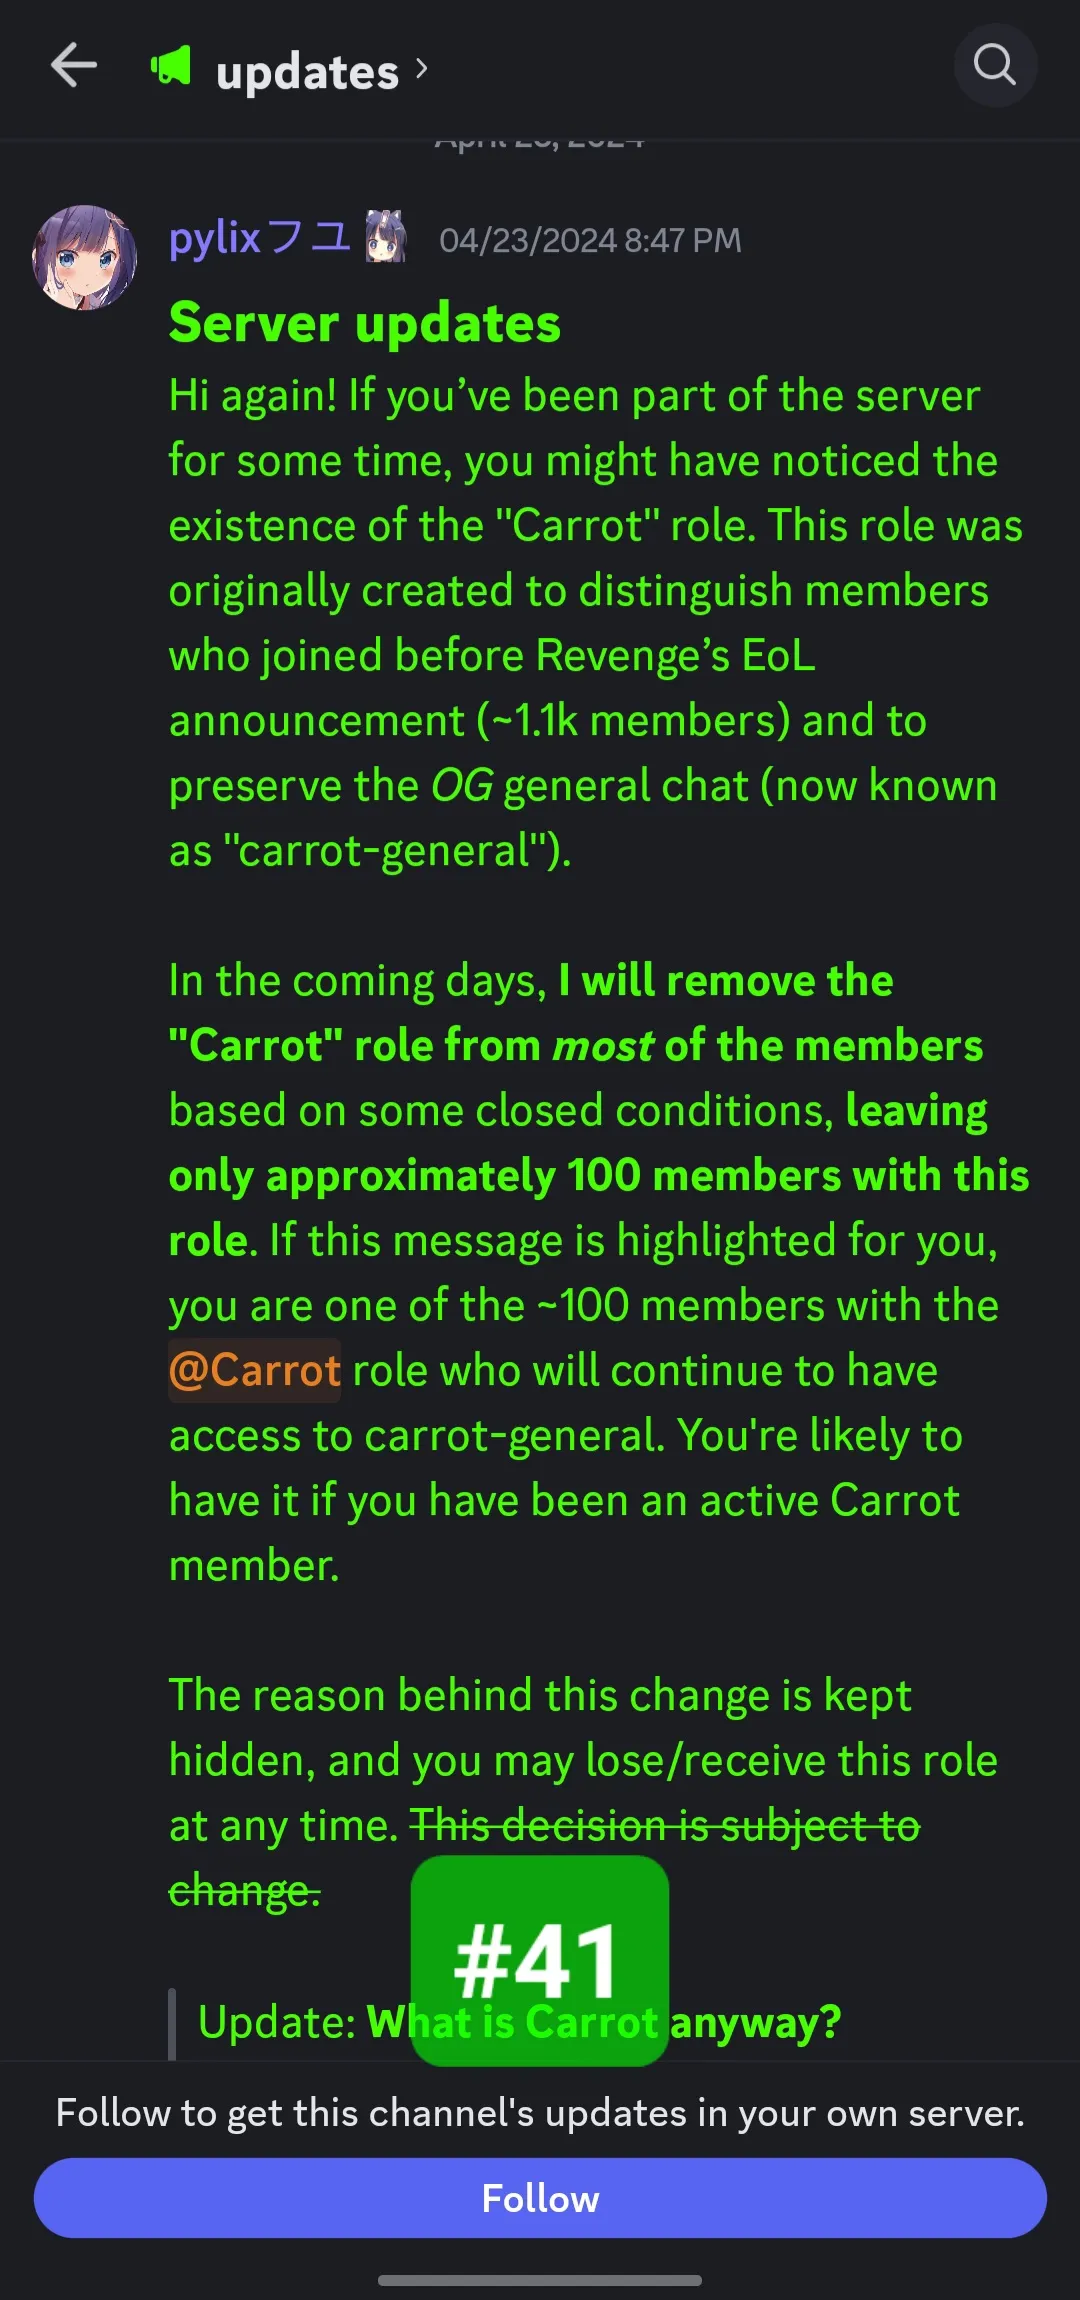 updates ›
April 23, 2024
pylixフユ 04/23/2024 8:47 PM
Server updates
Hi again! If you’ve been part of the server
for some time, you might have noticed the
existence of the "Carrot" role. This role was
originally created to distinguish members
who joined before Revenge’s EoL
announcement (~1.1k members) and to
preserve the OG general chat (now known
as "carrot-general").
In the coming days, I will remove the
"Carrot" role from most of the members
based on some closed conditions, leaving
only approximately 100 members with this
role. If this message is highlighted for you,
you are one of the ~100 members with the
@Carrot role who will continue to have
access to carrot-general. You're likely to
have it if you have been an active Carrot
member.
The reason behind this change is kept
hidden, and you may lose/receive this role
at any time. This decision is subject to
change.
#41
Update: What is Carrot anyway?
Follow to get this channel's updates in your own server.
Follow